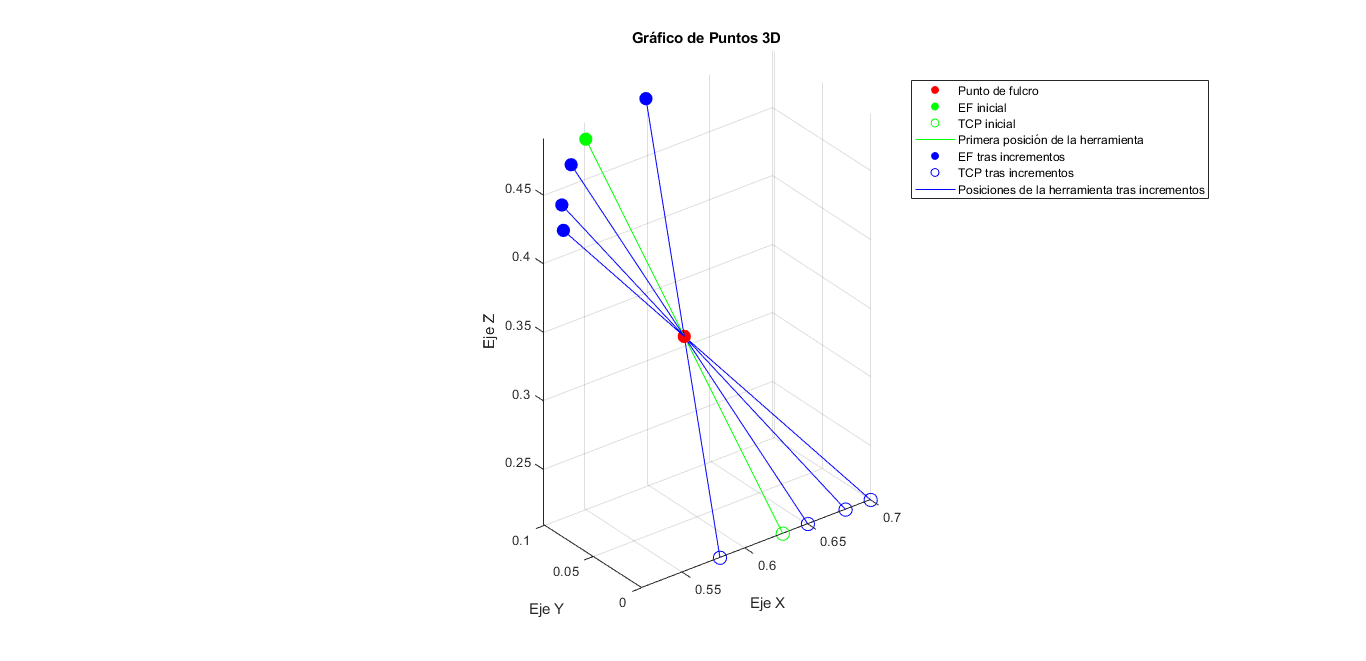 Gráfico de Puntos 3D
Punto de fulcro
EF inicial
TCP inicial
Primera posición de la herramienta
EF tras incrementos
TCP tras incrementos
Posiciones de la herramienta tras incrementos
0.45
0.4
0.35
0.3
0.25
Eje Z
0.1
0.05
0
Eje Y
0.55
0.6
0.65
0.7
Eje X